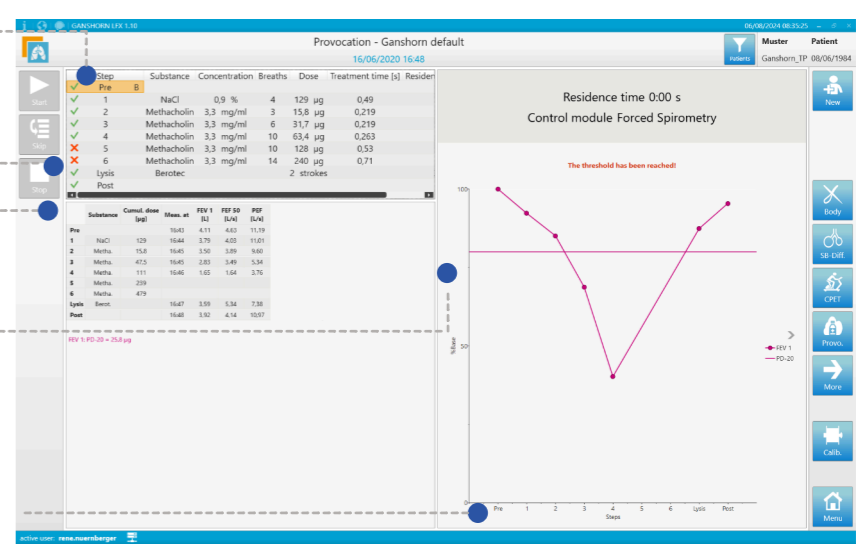 GANSHORN LFX 1.10
06/08/2024 08:35:25
Provocation - Ganshorn default
16/06/2020 16:48
Patients
Muster Patient
Ganshorn_TP 08/06/1984
Start
Skip
Stop
Step Substance Concentration Breaths Dose Treatment time [s] Residen
Pre B
1 NaCl 0,9 % 4 129 µg 0,49
2 Methacholin 3,3 mg/ml 3 15,8 µg 0,219
3 Methacholin 3,3 mg/ml 6 31,7 µg 0,219
4 Methacholin 3,3 mg/ml 10 63,4 µg 0,263
5 Methacholin 3,3 mg/ml 10 128 µg 0,53
6 Methacholin 3,3 mg/ml 14 240 µg 0,71
Lysis Berotec 2 strokes
Post
Substance Cumul. dose [µg] Meas. at FEV 1 [L] FEF 50 [L/s] PEF [L/s]
Pre 16:43 4.11 4.63 11.19
1 NaCl 129 16:44 3.79 4.03 11.01
2 Metha. 15,8 16:45 3.50 3.89 9.60
3 Metha. 47,5 16:45 2.83 3.49 5.34
4 Metha. 111 16:46 1.65 1.64 3.76
5 Metha. 239
6 Metha. 479
Lysis Berot. 16:47 3.59 5.34 7.38
Post 16:48 3.92 4.14 10.97
FEV 1: PD-20 = 25,8 µg
Residence time 0:00 s
Control module Forced Spirometry
The threshold has been reached!
100
50
0
%Base
Pre 1 2 3 4 5 6 Lysis Post
Steps
FEV 1
PD-20
New
Body
SB-Diff.
CPET
Provo.
More
Calib.
Menu
active user: rene.nuernberger